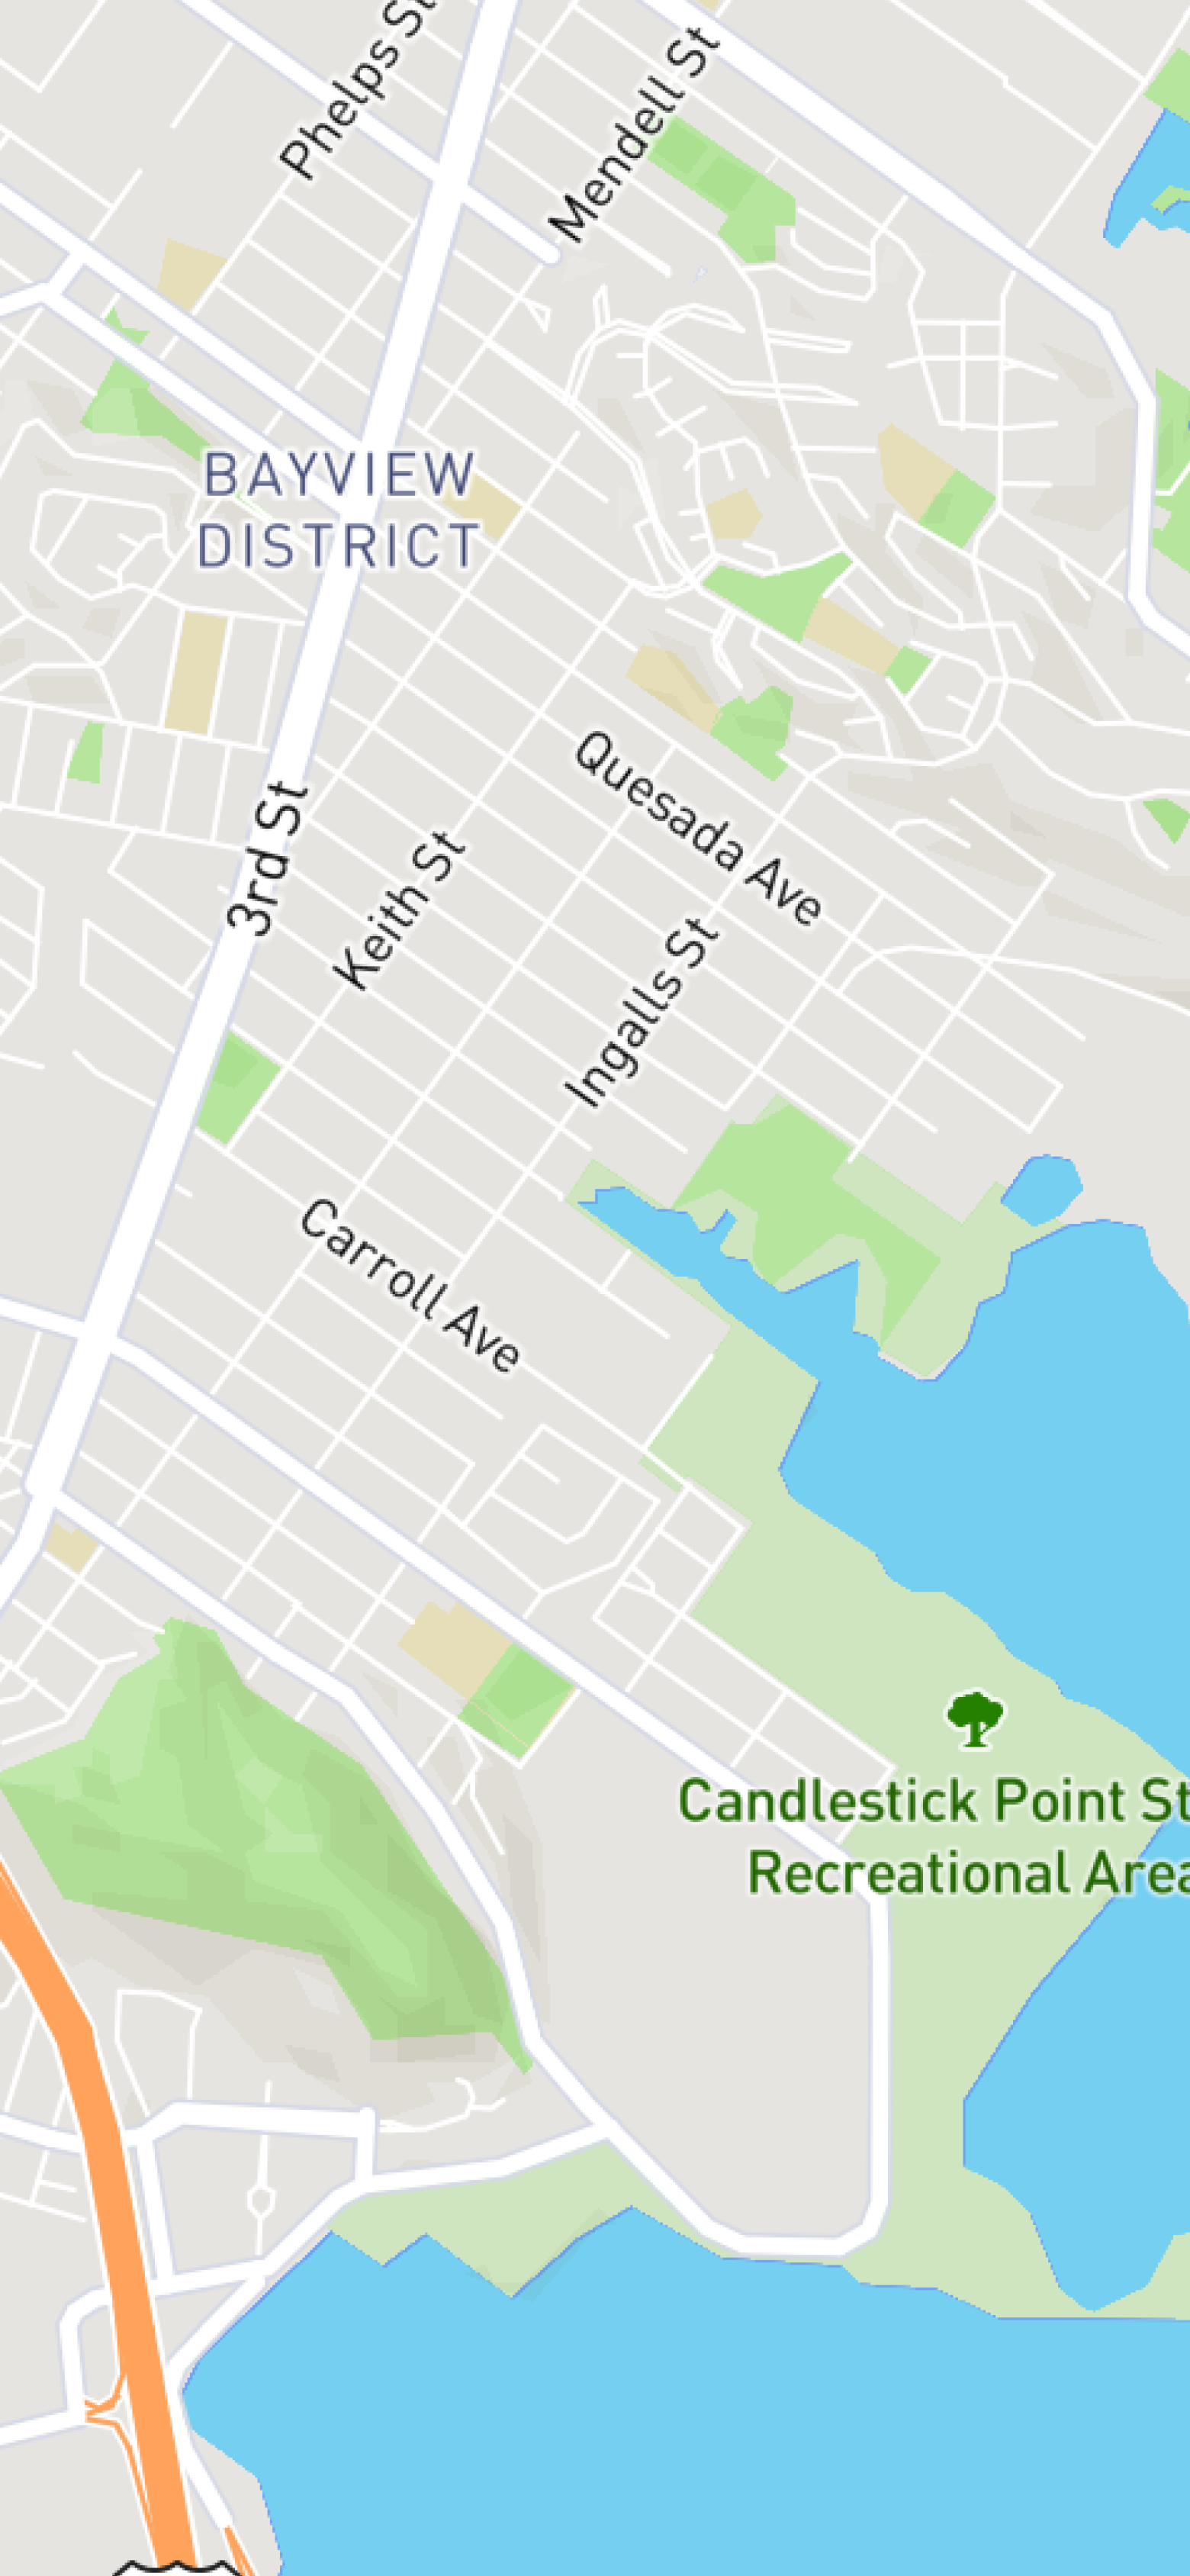 Phelps St
Mendell St
BAYVIEW
DISTRICT
Quesada Ave
3rd St
Keith St
Ingalls St
Carroll Ave
Candlestick Point St
Recreational Area